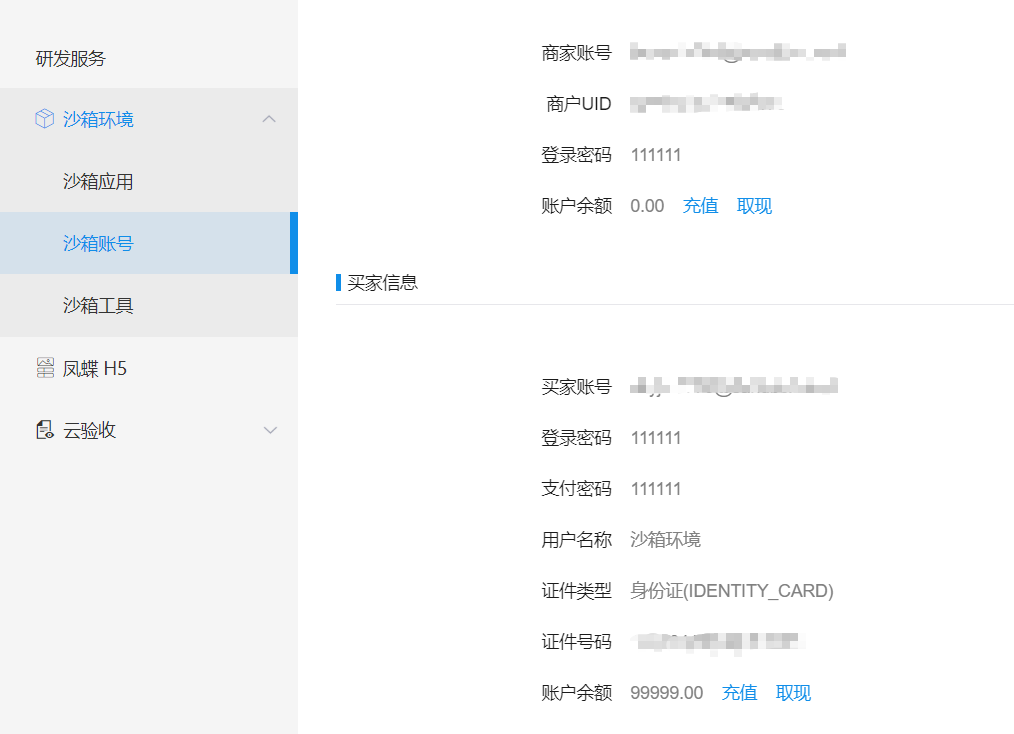 研发服务
沙箱环境
沙箱应用
沙箱账号
沙箱工具
凤蝶 H5
云验收
商家账号
商户UID
登录密码 111111
账户余额 0.00 充值 取现
买家信息
买家账号
登录密码 111111
支付密码 111111
用户名称 沙箱环境
证件类型 身份证(IDENTITY_CARD)
证件号码
账户余额 99999.00 充值 取现